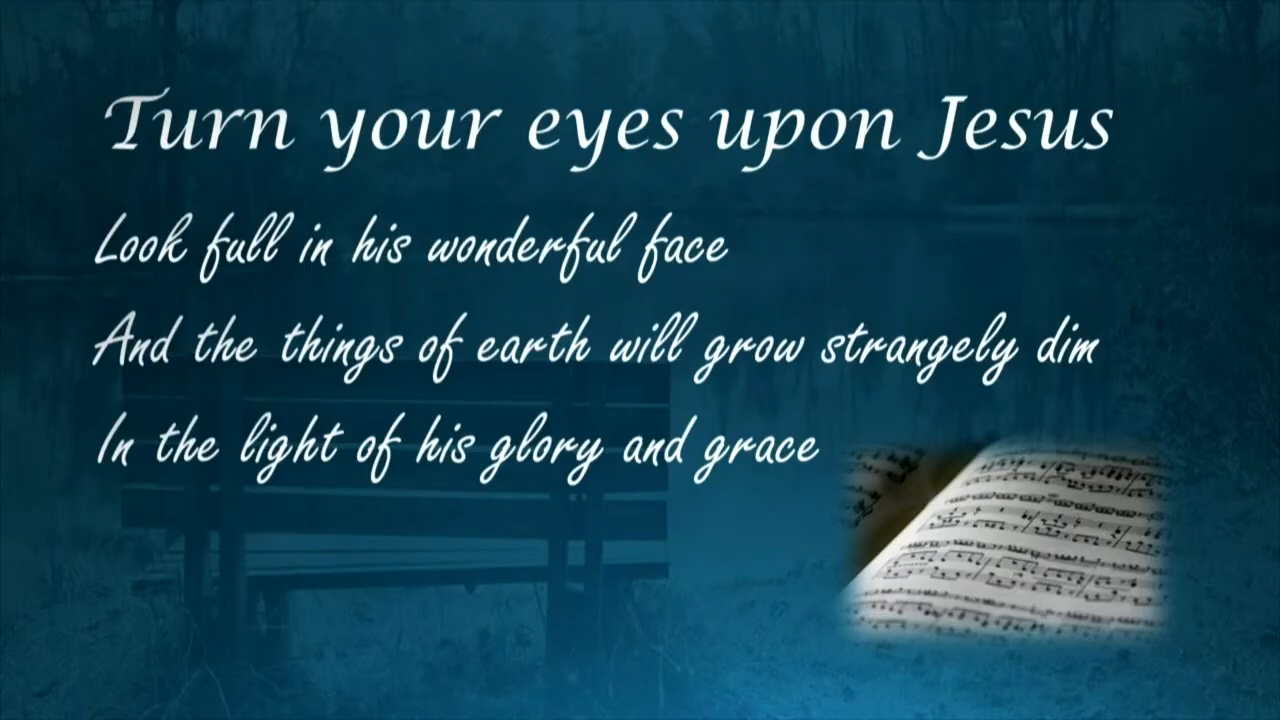 Turn your eyes upon Jesus
Look full in his wonderful face
And the things of earth will grow strangely dim
In the light of his glory and grace